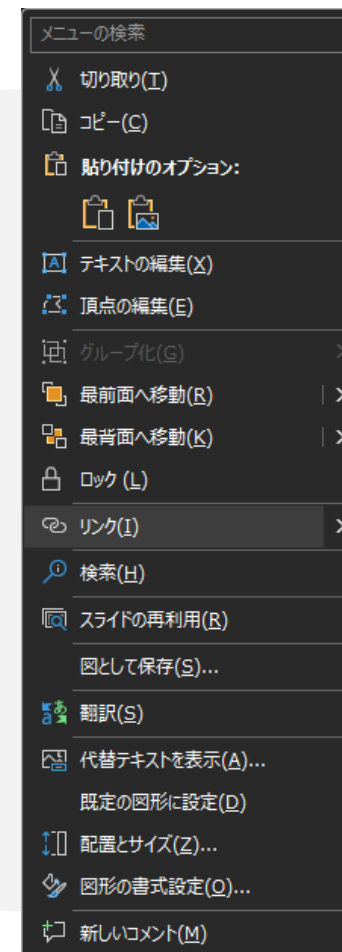 メニューの検索
切り取り(T)
コピー(C)
貼り付けのオプション:
テキストの編集(X)
頂点の編集(E)
グループ化(G)
最前面へ移動(R)
最背面へ移動(K)
ロック (L)
リンク(I)
検索(H)
スライドの再利用(R)
図として保存(S)...
翻訳(S)
代替テキストを表示(A)...
既定の図形に設定(D)
配置とサイズ(Z)...
図形の書式設定(O)...
新しいコメント(M)